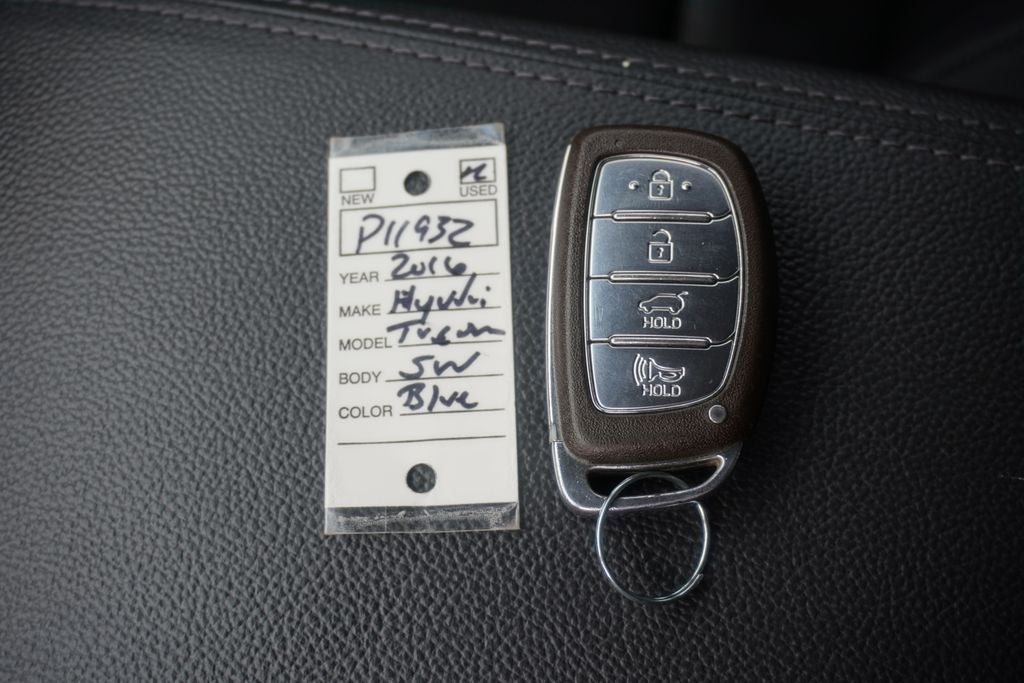 NEW
USED
P11932
YEAR 2016
MAKE Hyundai
MODEL Tucson
BODY SW
COLOR Blue
HOLD
HOLD